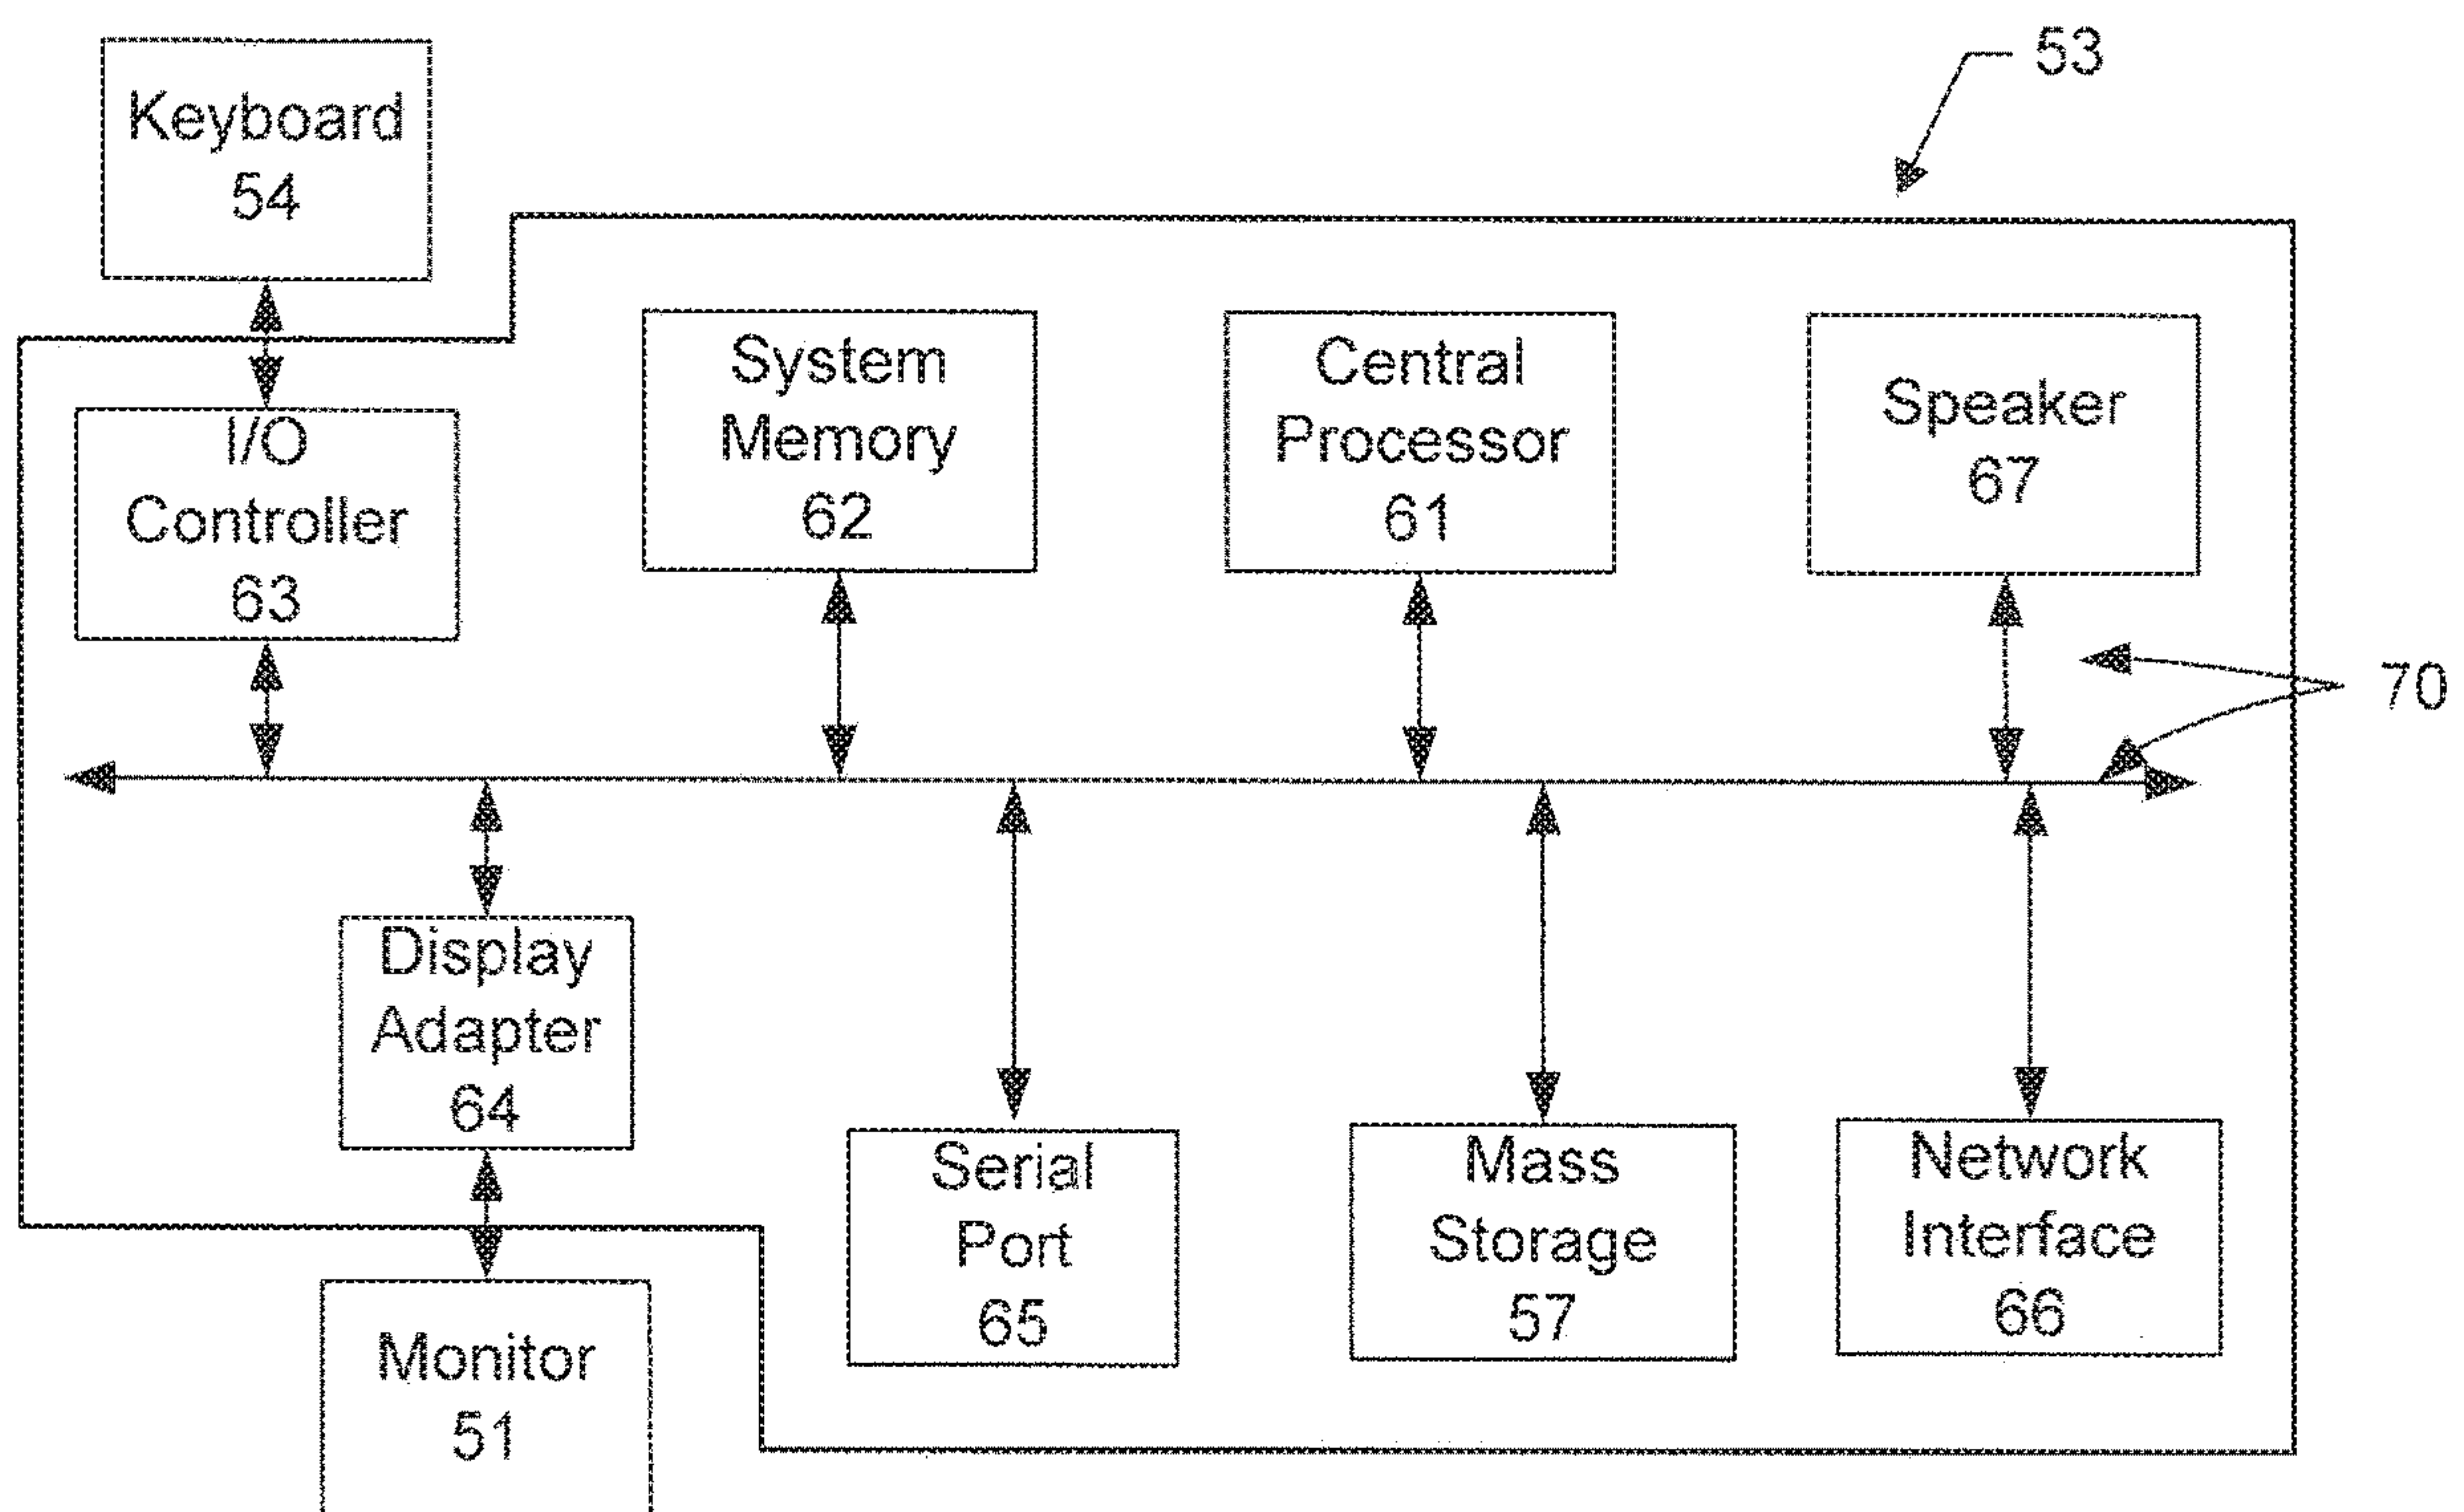 53
Keyboard
54
I/O
Controller
63
System
Memory
62
Central
Processor
61
Speaker
67
70
Display
Adapter
64
Serial
Port
65
Mass
Storage
57
Network
Interface
66
Monitor
51